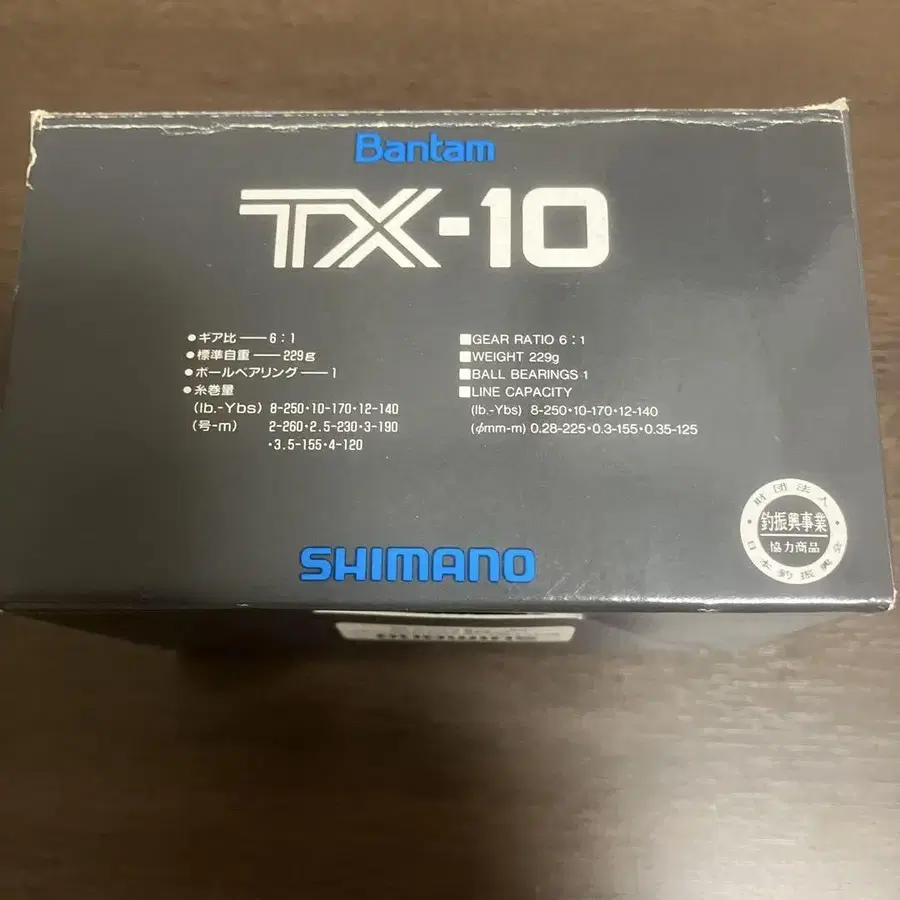 Bantam
TX-10
●ギア比——6:1
●標準自重——229g
●ボールベアリング——1
●糸巻量
(lb.-Ybs) 8-250・10-170・12-140
(号-m) 2-260・2.5-230・3-190
・3.5-155・4-120
■GEAR RATIO 6:1
■WEIGHT 229g
■BALL BEARINGS 1
■LINE CAPACITY
(lb.-Ybs) 8-250・10-170・12-140
(φmm-m) 0.28-225・0.3-155・0.35-125
財団法人
釣振興事業
協力商品
日本釣振興会
SHIMANO